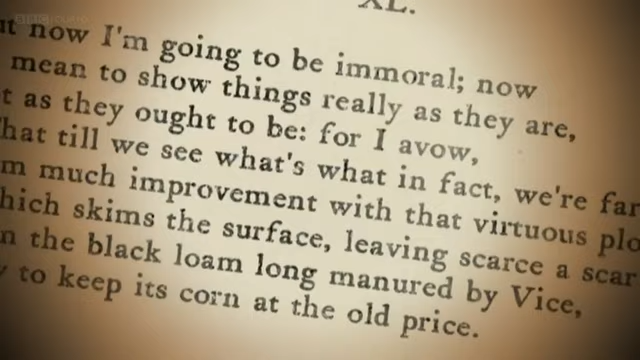 XL.
now I'm going to be immoral; now
mean to show things really as they are,
as they ought to be: for I avow,
that till we see what's what in fact, we're far
much improvement with that virtuous
which skims the surface, leaving scarce a scar
the black loam long manured by Vice,
to keep its corn at the old price.